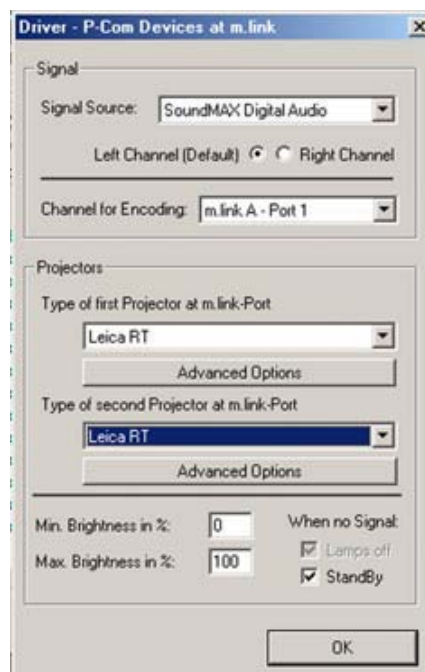 Driver - P-Com Devices at m.link
Signal
Signal Source: SoundMAX Digital Audio
Left Channel (Default) Right Channel
Channel for Encoding: m.link A - Port 1
Projectors
Type of first Projector at m.link-Port
Leica RT
Advanced Options
Type of second Projector at m.link-Port
Leica RT
Advanced Options
Min. Brightness in %: 0 When no Signal:
Lamps off
Max. Brightness in %: 100
StandBy
OK